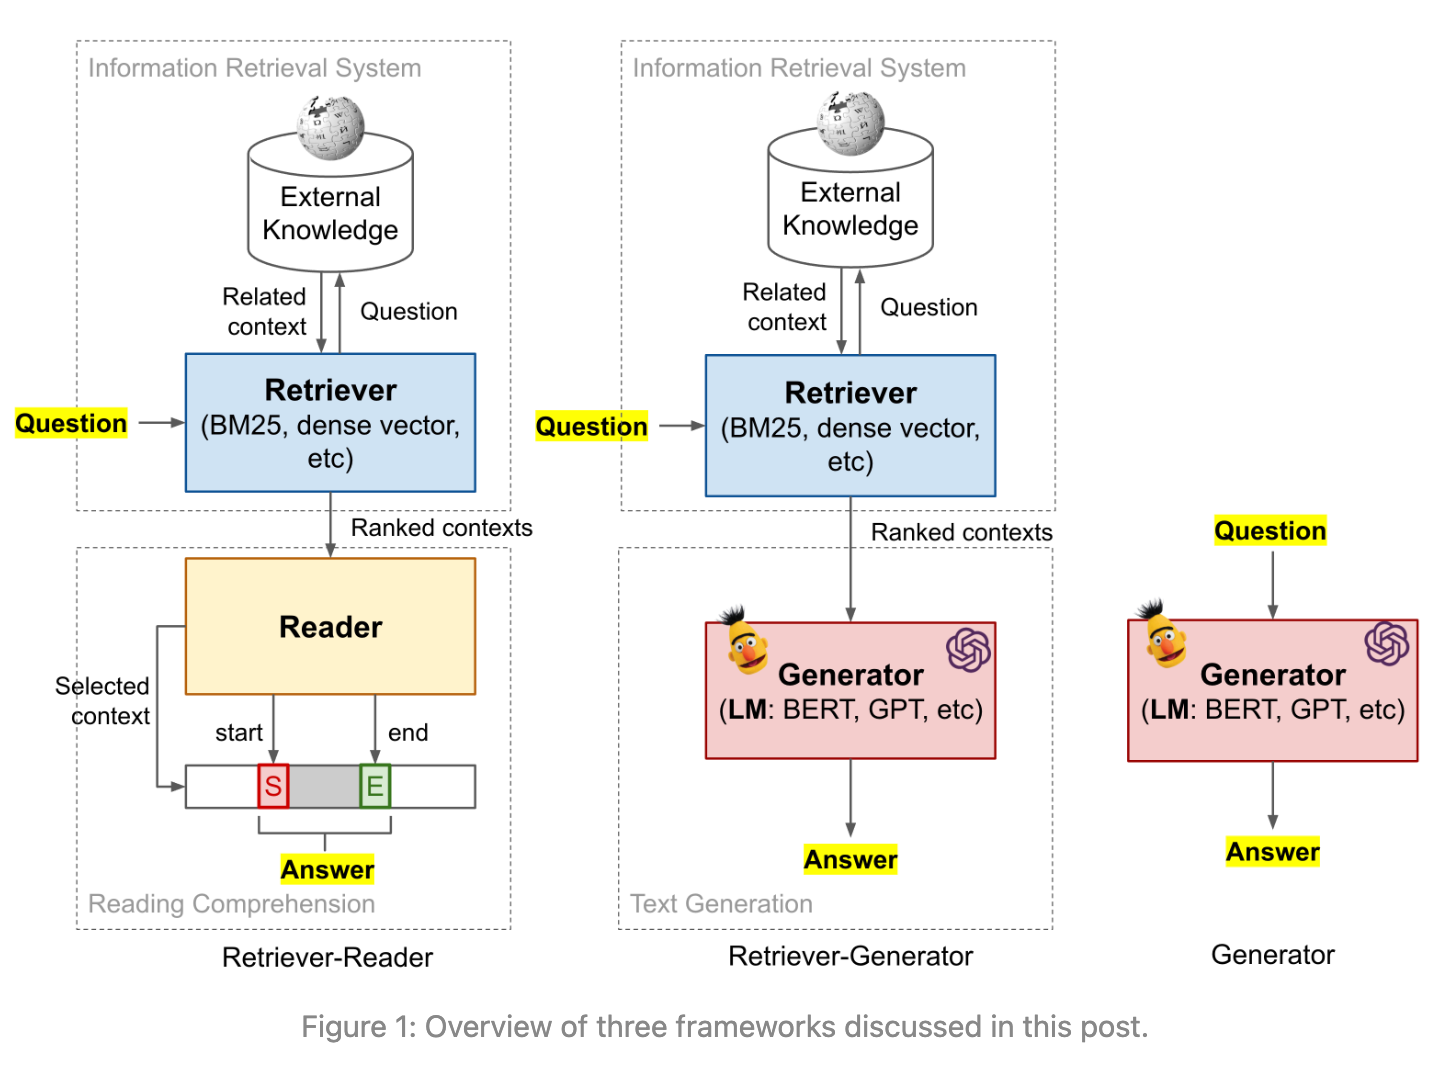 Information Retrieval System
External
Knowledge
Related
context
Question
Retriever
(BM25, dense vector,
etc)
Question
Ranked contexts
Reader
Selected
context
start
end
S
E
Answer
Reading Comprehension
Retriever-Reader
Information Retrieval System
External
Knowledge
Related
context
Question
Retriever
(BM25, dense vector,
etc)
Question
Ranked contexts
Generator
(LM: BERT, GPT, etc)
Answer
Text Generation
Retriever-Generator
Question
Generator
(LM: BERT, GPT, etc)
Answer
Generator
Figure 1: Overview of three frameworks discussed in this post.